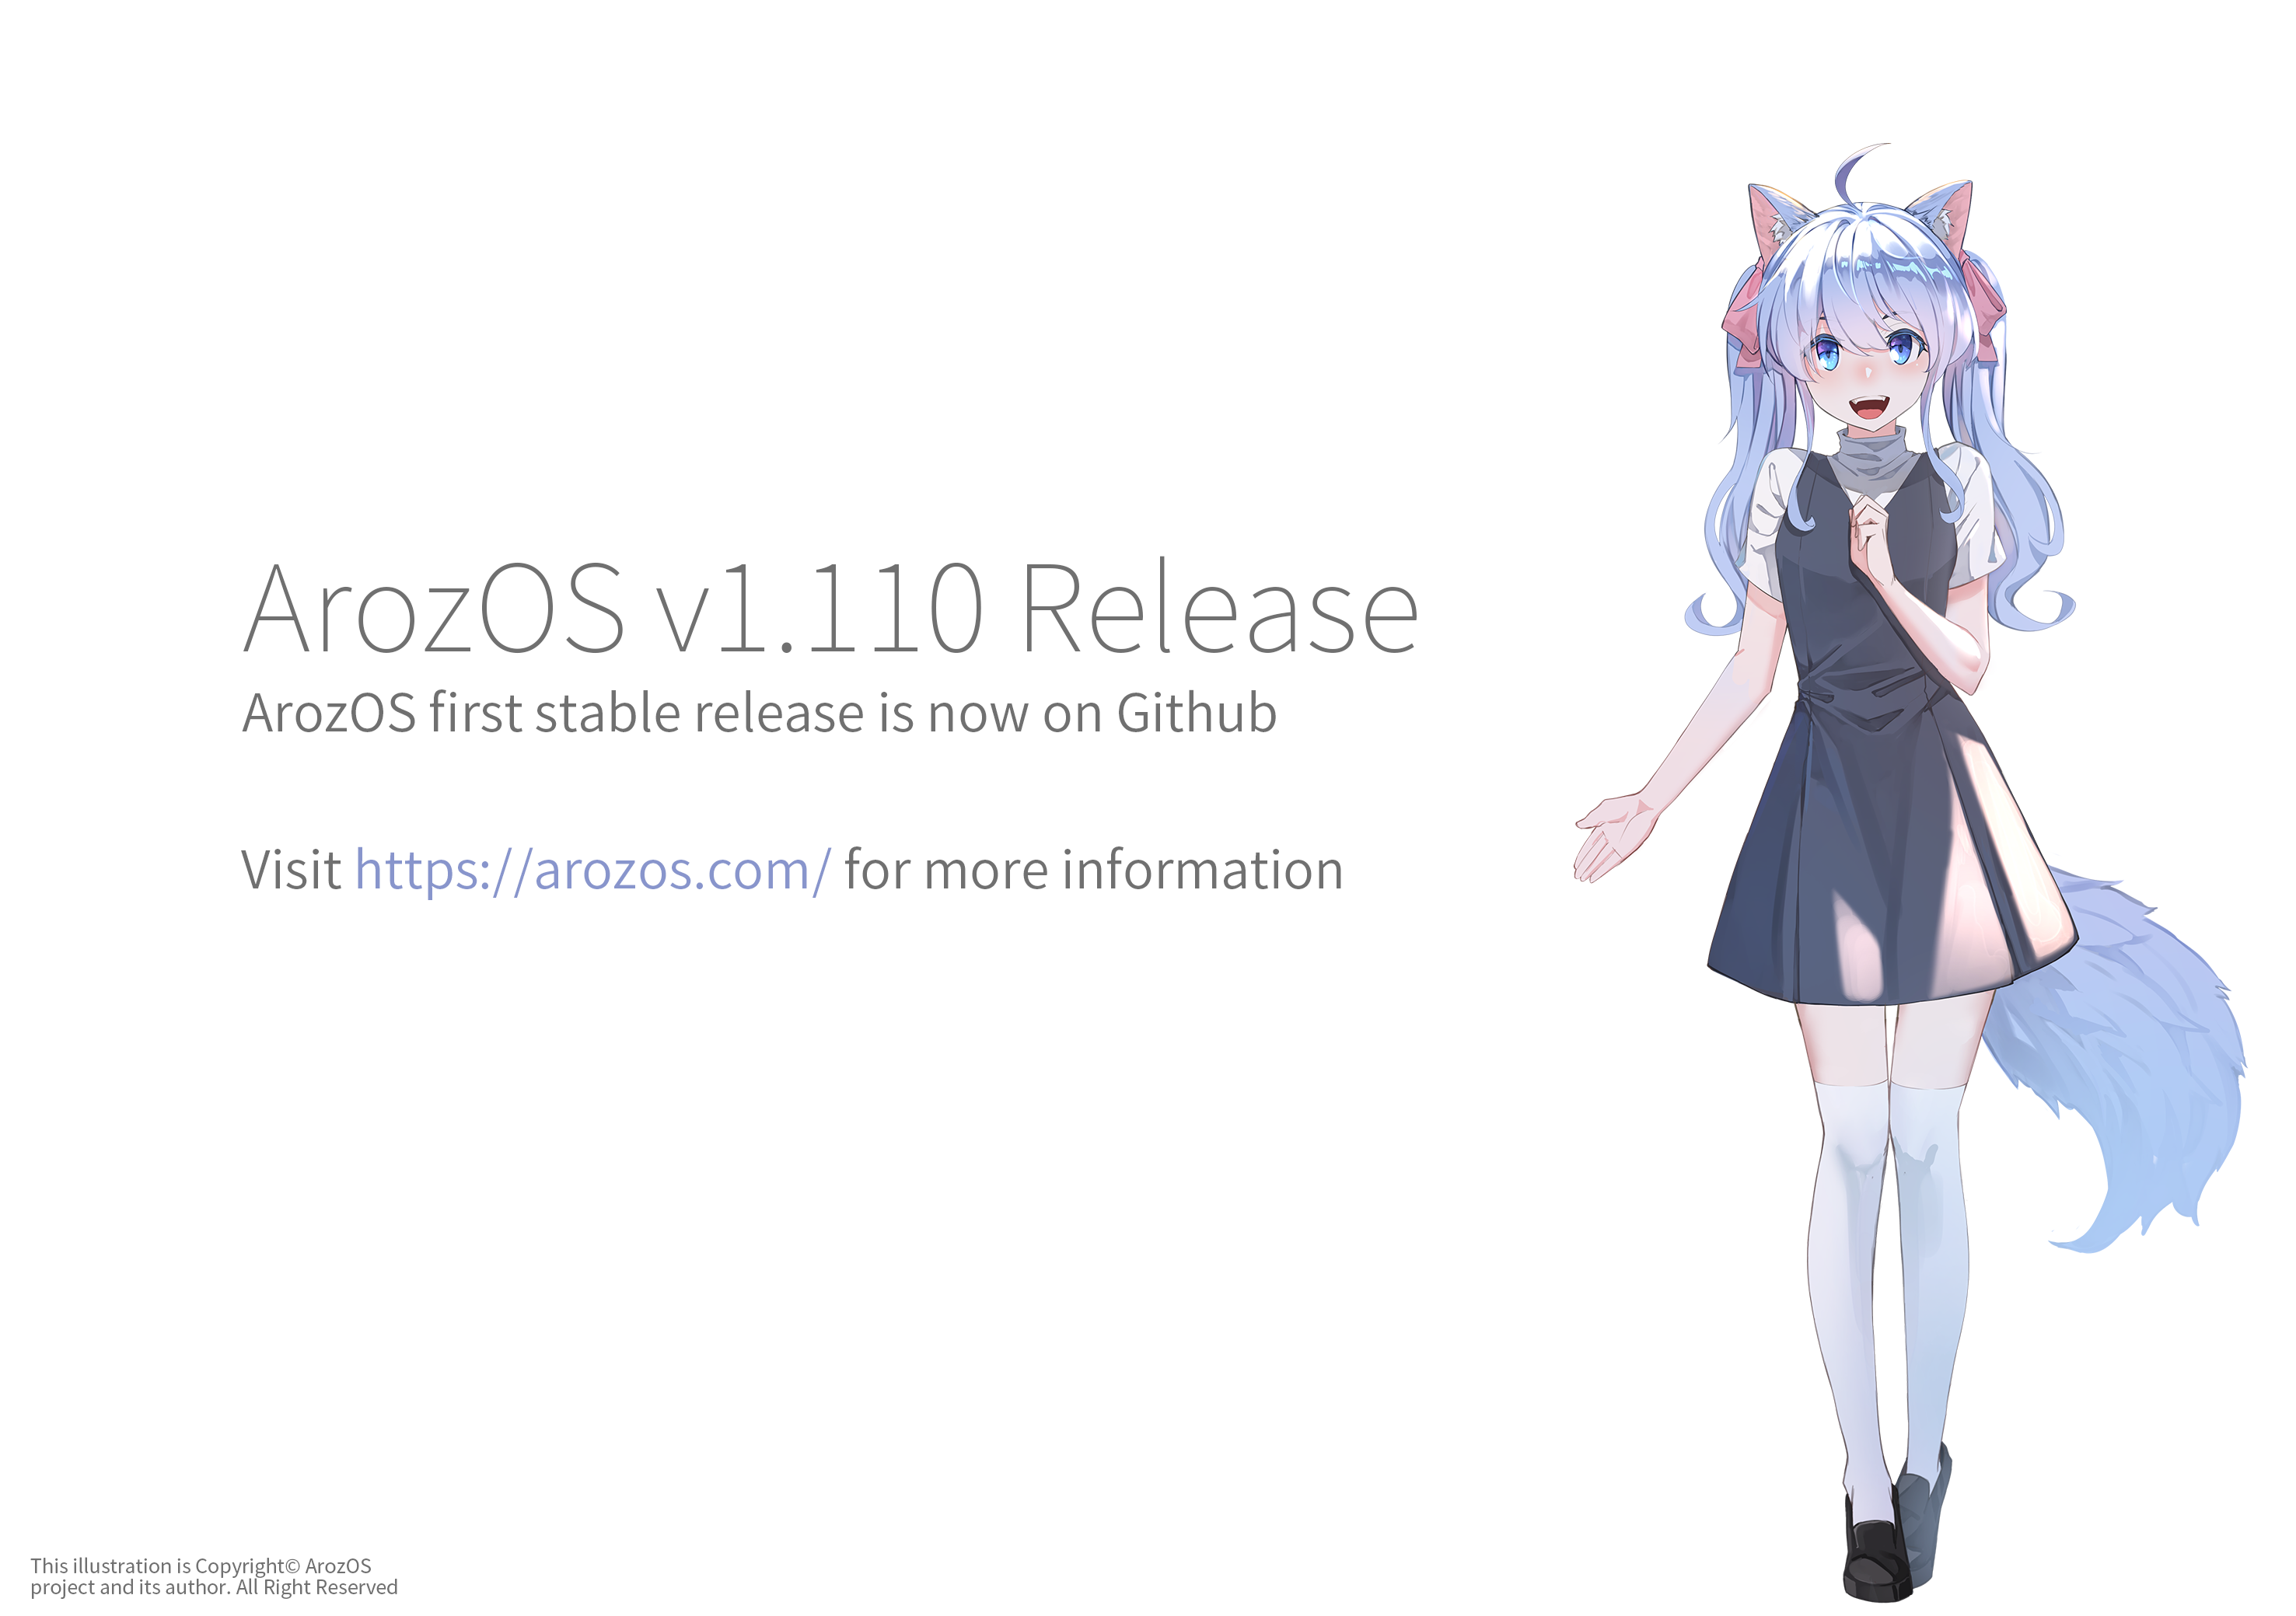 ArozOS v1.110 Release
ArozOS first stable release is now on Github
Visit https://arozos.com/ for more information
This illustration is Copyright© ArozOS
project and its author. All Right Reserved